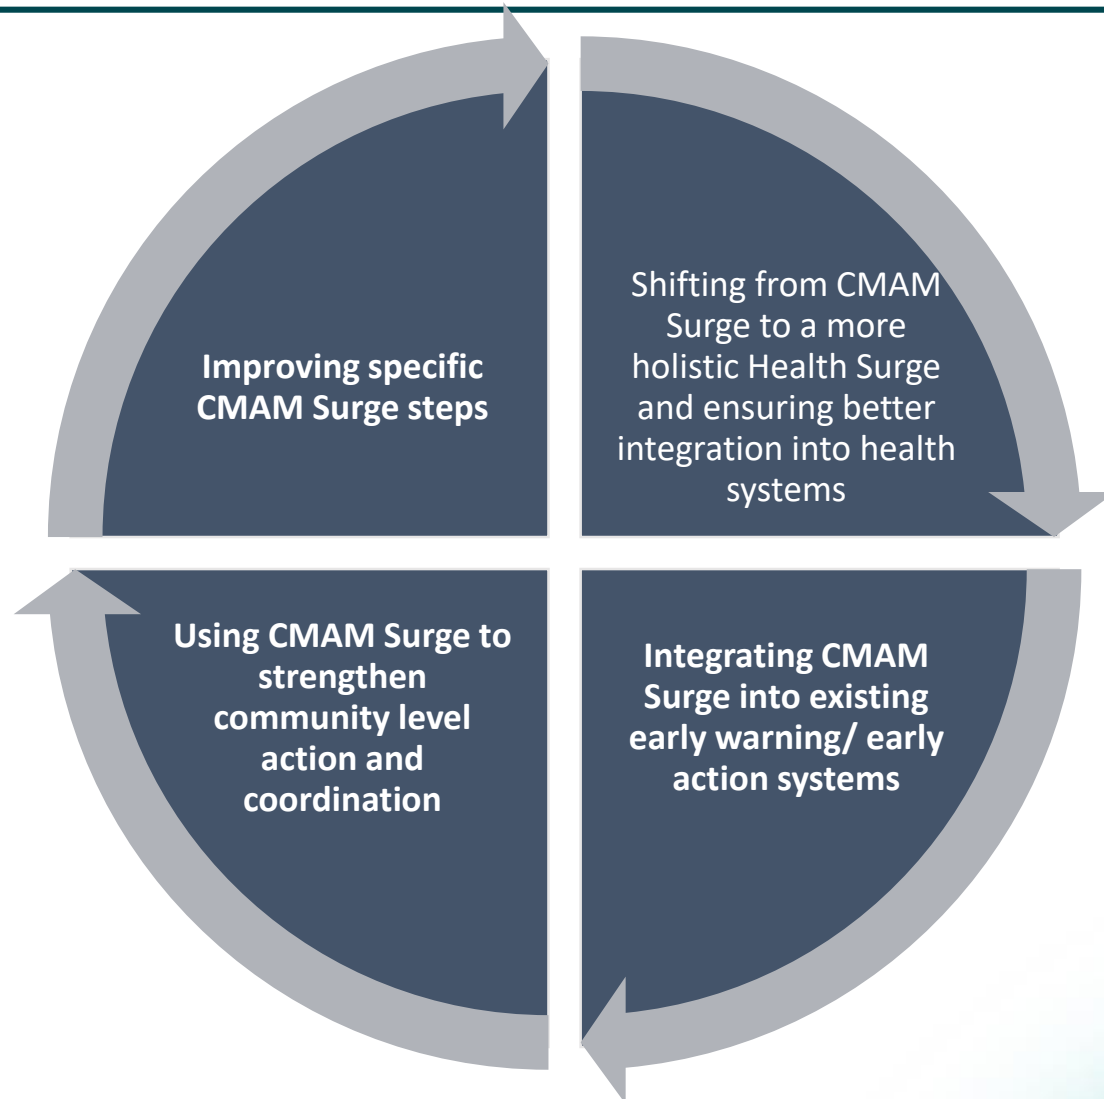 Improving specific
CMAM Surge steps
Shifting from CMAM
Surge to a more
holistic Health Surge
and ensuring better
integration into health
systems
Using CMAM Surge to
strengthen
community level
action and
coordination
Integrating CMAM
Surge into existing
early warning/ early
action systems